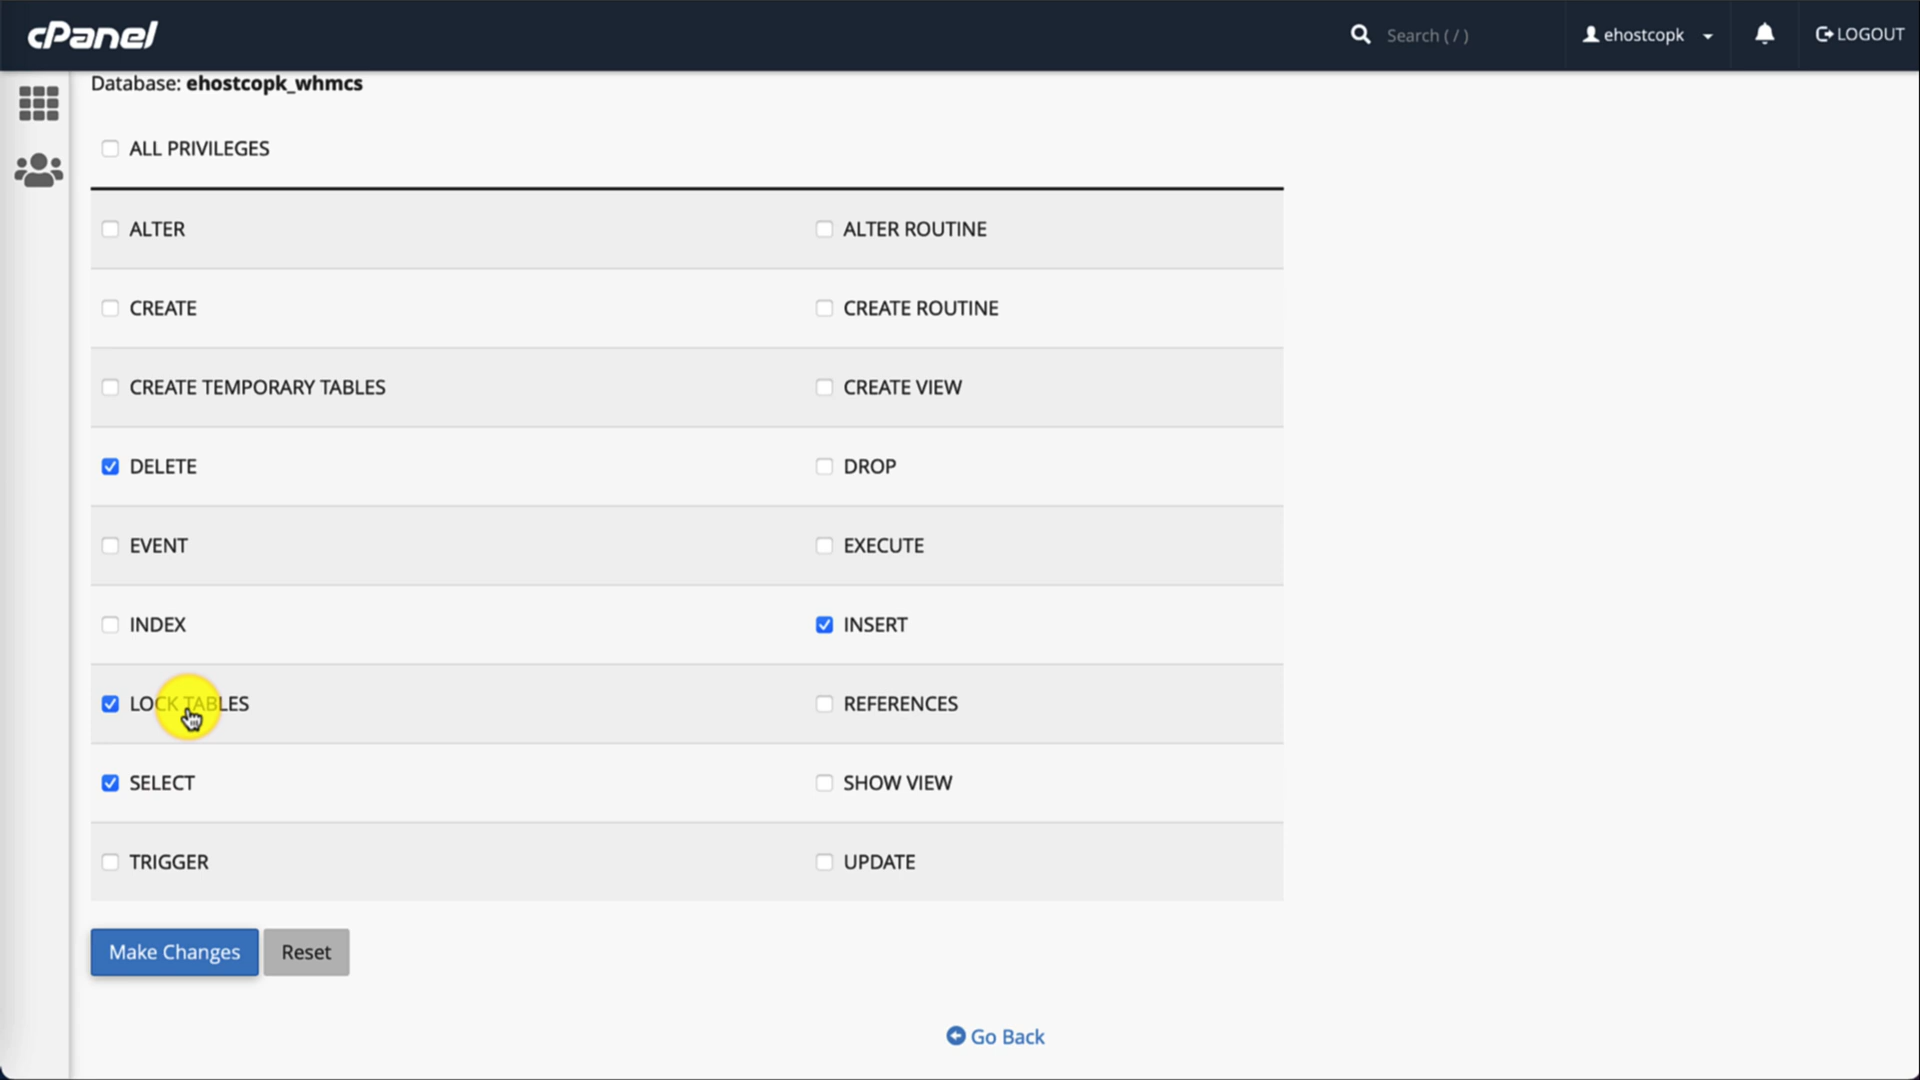 cPanel
Search ( / )
ehostcopk
LOGOUT
Database: ehostcopk_whmcs
ALL PRIVILEGES
ALTER
ALTER ROUTINE
CREATE
CREATE ROUTINE
CREATE TEMPORARY TABLES
CREATE VIEW
DELETE
DROP
EVENT
EXECUTE
INDEX
INSERT
LOCK TABLES
REFERENCES
SELECT
SHOW VIEW
TRIGGER
UPDATE
Make Changes
Reset
Go Back